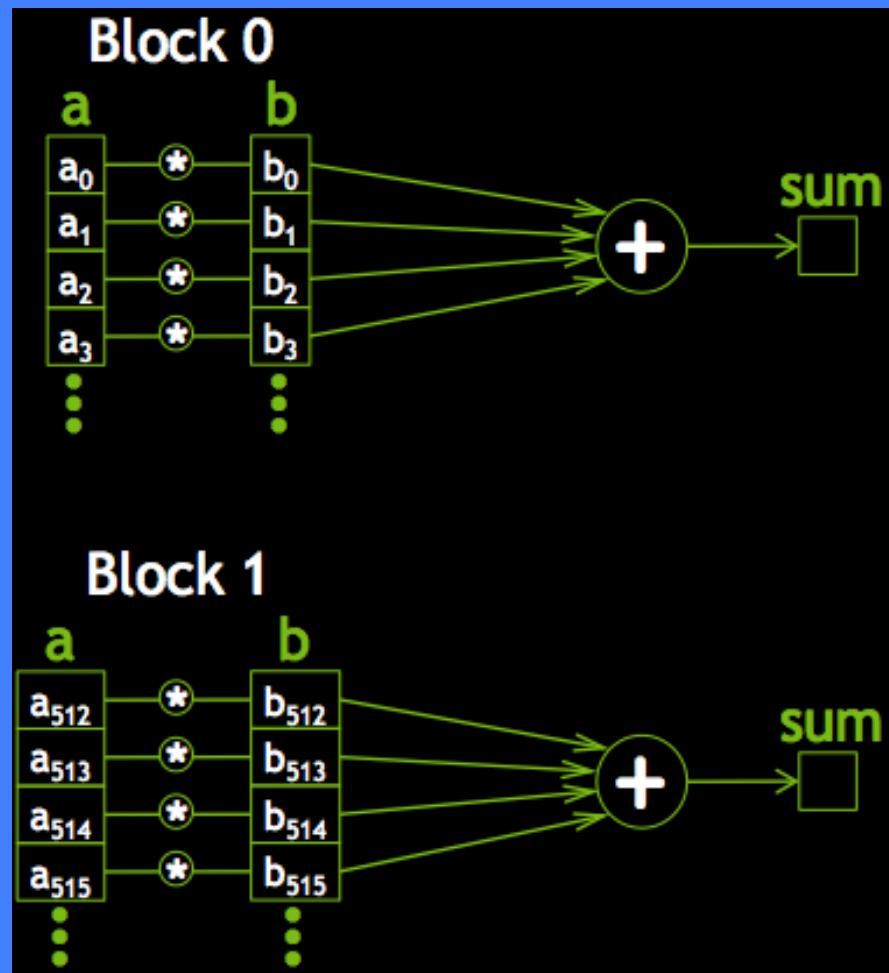 Block 0
a b
a0 * b0
sum
a1 * b1
+
a2 * b2
a3 * b3
Block 1
a b
a512 * b512
sum
a513 * b513
+
a514 * b514
a515 * b515